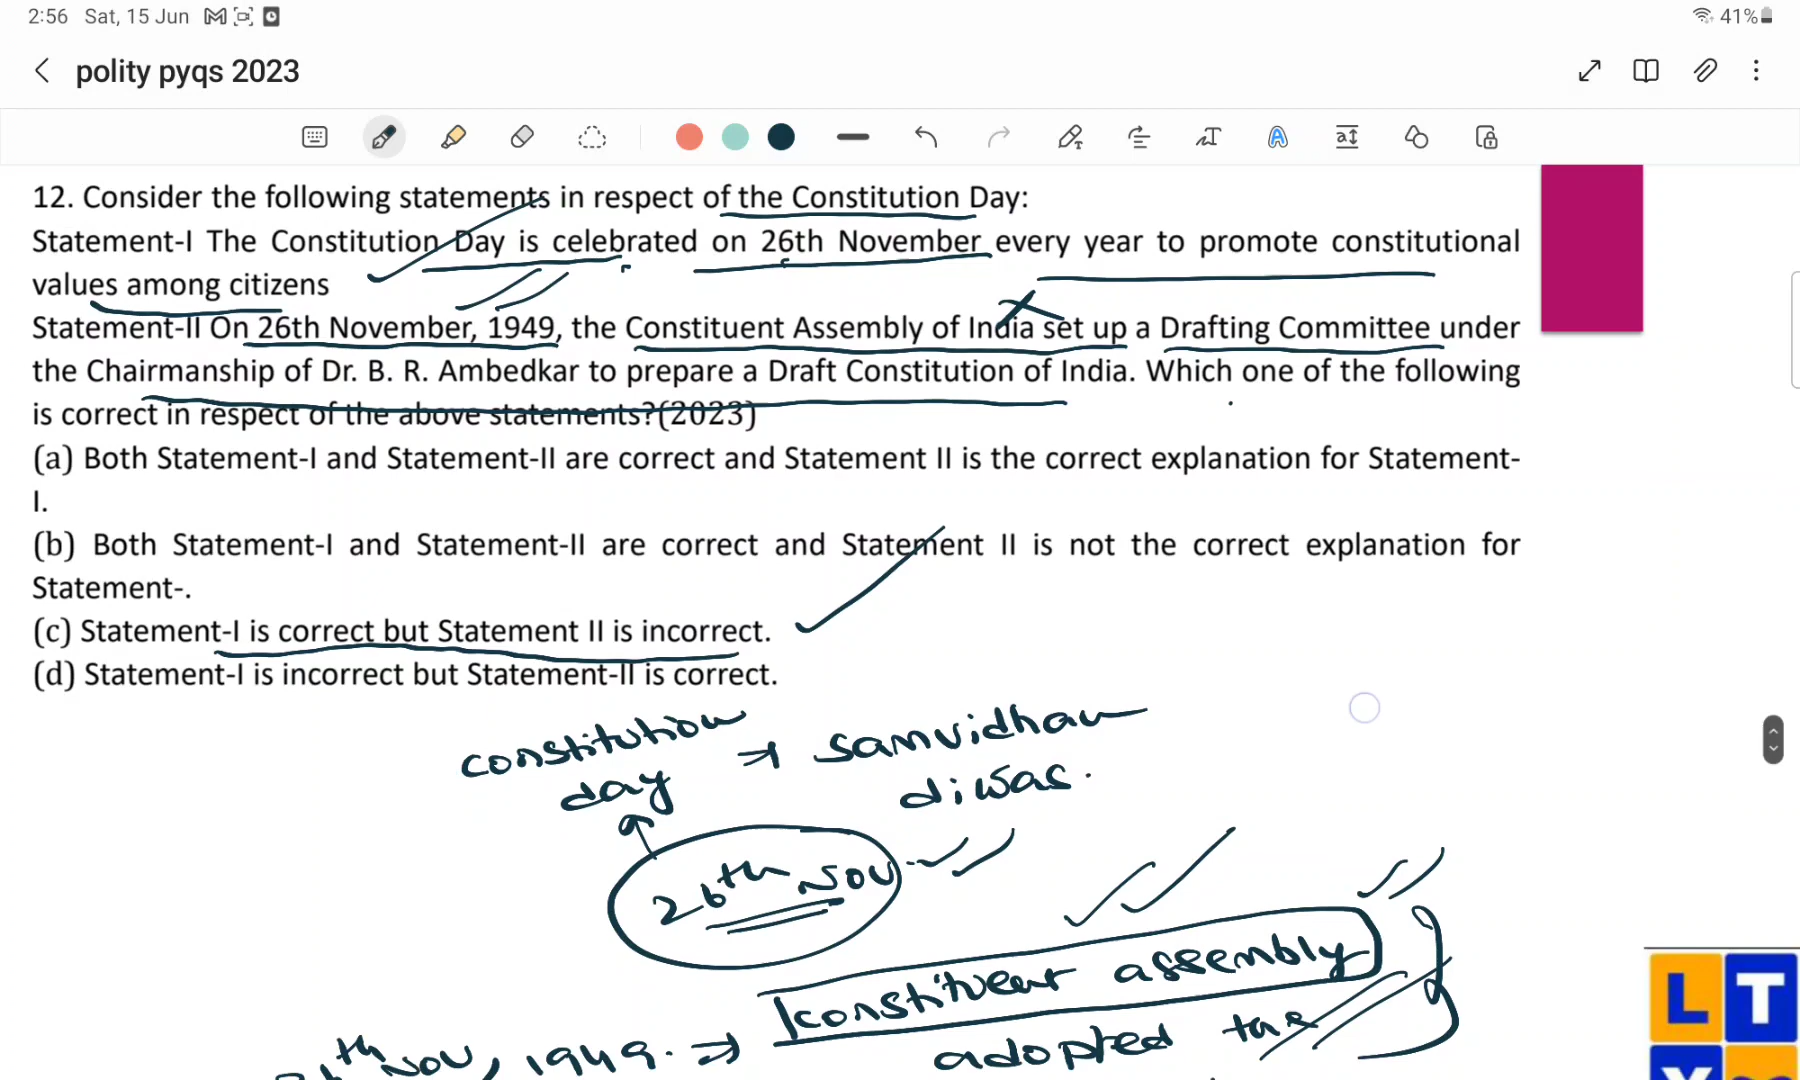 2:56 Sat, 15 Jun
41%
polity pyqs 2023
12. Consider the following statements in respect of the Constitution Day:
Statement-I The Constitution Day is celebrated on 26th November every year to promote constitutional
values among citizens
Statement-II On 26th November, 1949, the Constituent Assembly of India set up a Drafting Committee under
the Chairmanship of Dr. B. R. Ambedkar to prepare a Draft Constitution of India. Which one of the following
is correct in respect of the above statements?(2023)
(a) Both Statement-I and Statement-II are correct and Statement II is the correct explanation for Statement-
I.
(b) Both Statement-I and Statement-II are correct and Statement II is not the correct explanation for
Statement-.
(c) Statement-I is correct but Statement II is incorrect.
(d) Statement-I is incorrect but Statement-II is correct.
constitution day → samvidhan diwas.
26th Nov
th Nov, 1949. ⇒ constituent assembly
adopted the
L T